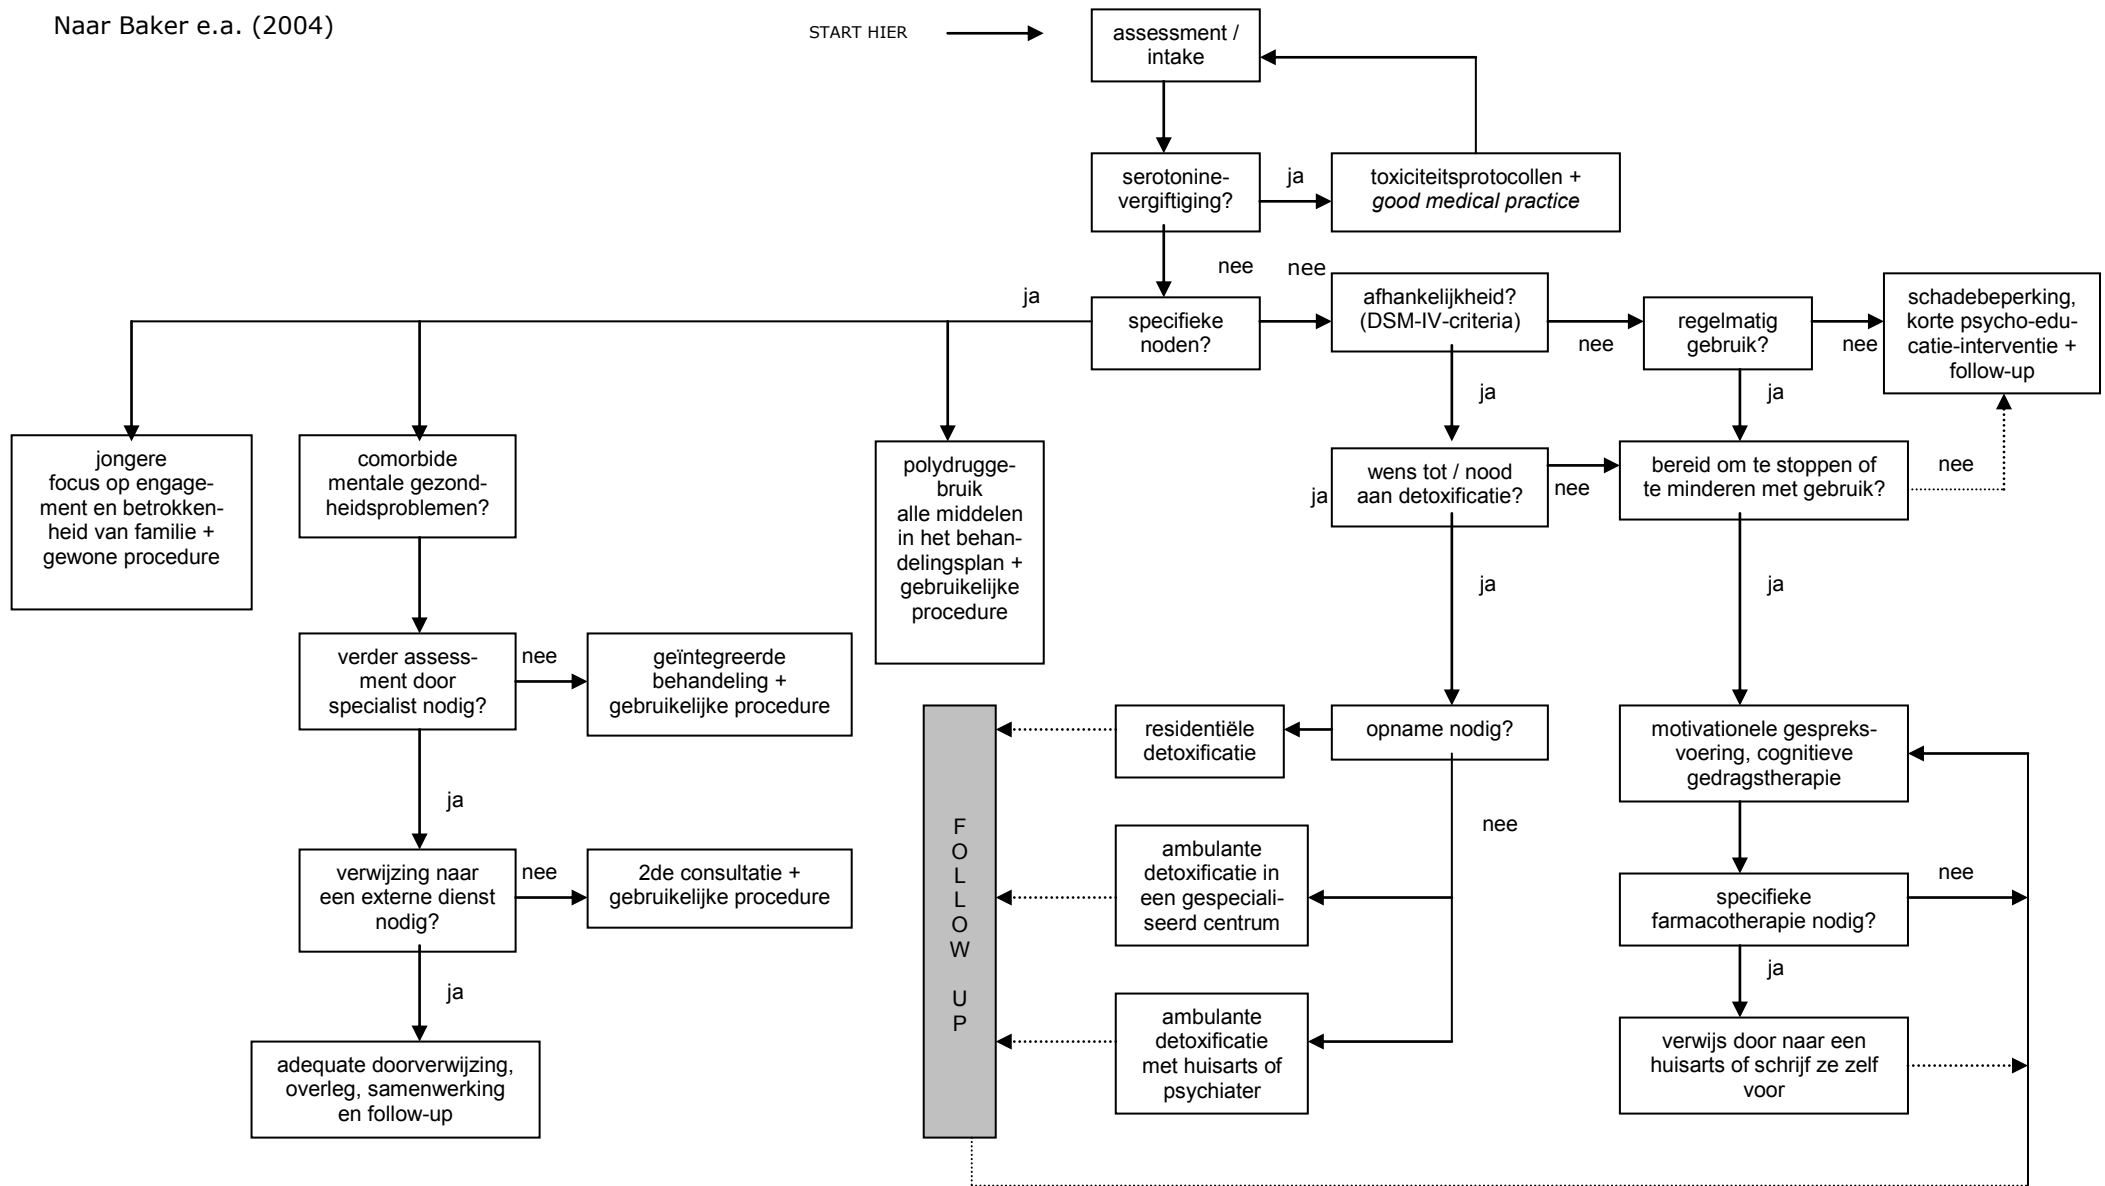 Naar Baker e.a. (2004)
START HIER
assessment /
intake
serotonine-
vergiftiging?
ja
toxiciteitsprotocollen +
good medical practice
nee
nee
ja
specifieke
noden?
afhankelijkheid?
(DSM-IV-criteria)
nee
regelmatig
gebruik?
nee
schadebeperking,
korte psycho-edu-
catie-interventie +
follow-up
ja
ja
jongere
focus op engage-
ment en betrokken-
heid van familie +
gewone procedure
comorbide
mentale gezond-
heidsproblemen?
polydrugge-
bruik
alle middelen
in het behan-
delingsplan +
gebruikelijke
procedure
ja
wens tot / nood
aan detoxificatie?
nee
bereid om te stoppen of
te minderen met gebruik?
nee
ja
ja
verder assess-
ment door
specialist nodig?
nee
geïntegreerde
behandeling +
gebruikelijke procedure
FOLLOW UP
residentiële
detoxificatie
opname nodig?
motivationele gespreks-
voering, cognitieve
gedragstherapie
ja
nee
verwijzing naar
een externe dienst
nodig?
nee
2de consultatie +
gebruikelijke procedure
ambulante
detoxificatie in
een gespeciali-
seerd centrum
specifieke
farmacotherapie nodig?
nee
ja
ja
adequate doorverwijzing,
overleg, samenwerking
en follow-up
ambulante
detoxificatie
met huisarts of
psychiater
verwijs door naar een
huisarts of schrijf ze zelf
voor